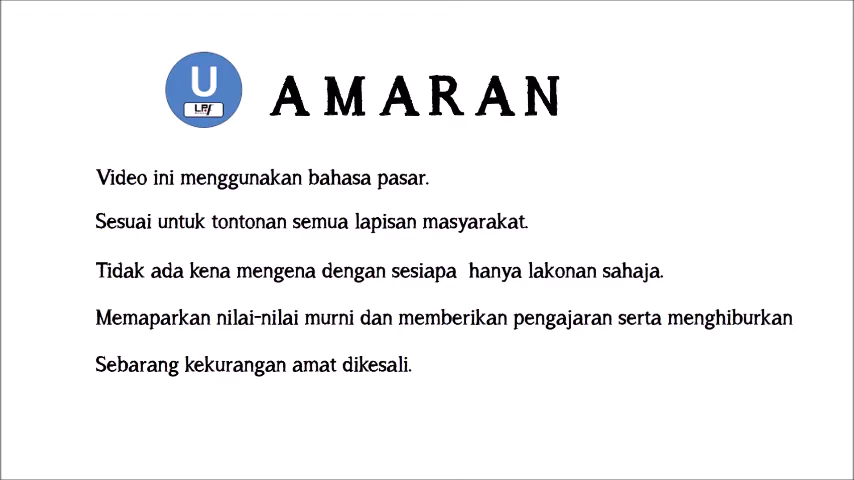 U
LPF
AMARAN
Video ini menggunakan bahasa pasar.
Sesuai untuk tontonan semua lapisan masyarakat.
Tidak ada kena mengena dengan sesiapa hanya lakonan sahaja.
Memaparkan nilai-nilai murni dan memberikan pengajaran serta menghiburkan
Sebarang kekurangan amat dikesali.